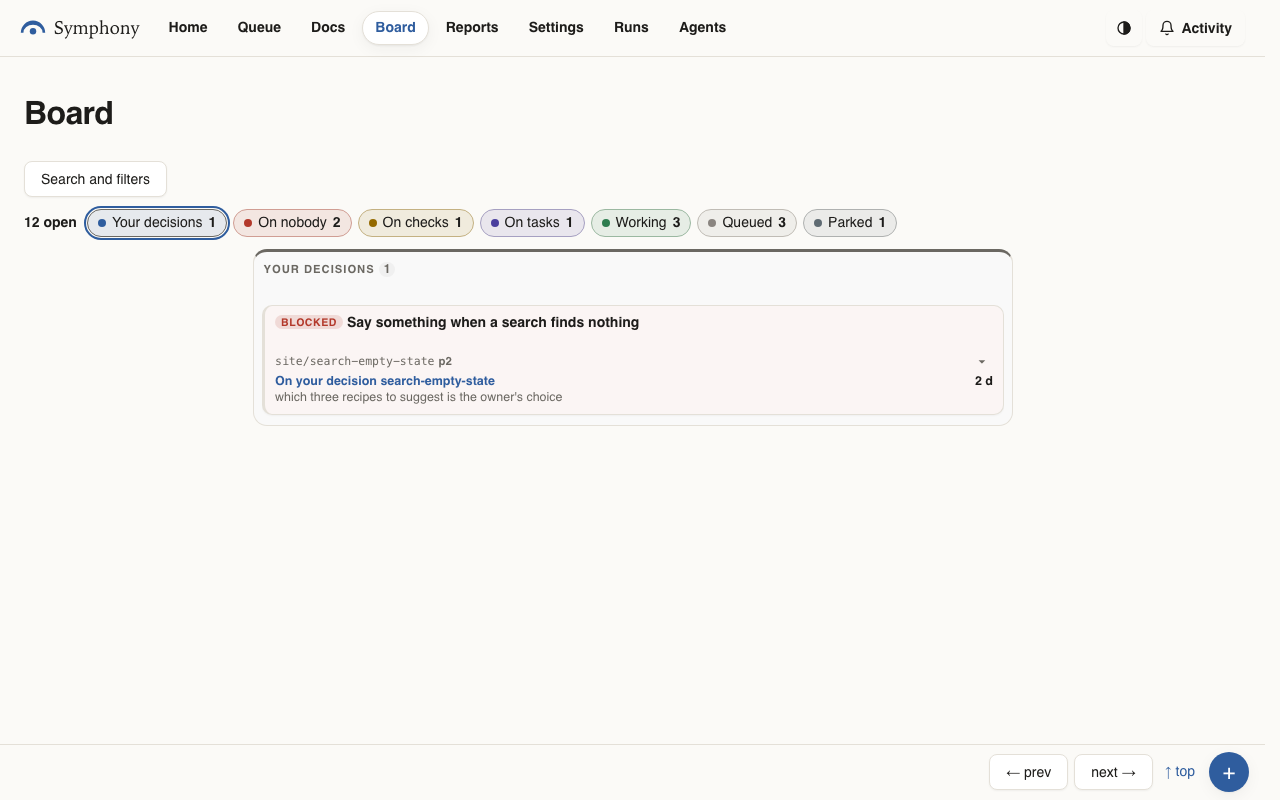 Symphony Home Queue Docs Board Reports Settings Runs Agents Activity
Board
Search and filters
12 open Your decisions 1 On nobody 2 On checks 1 On tasks 1 Working 3 Queued 3 Parked 1
YOUR DECISIONS 1
BLOCKED Say something when a search finds nothing
site/search-empty-state p2
On your decision search-empty-state 2 d
which three recipes to suggest is the owner's choice
← prev next → ↑ top +